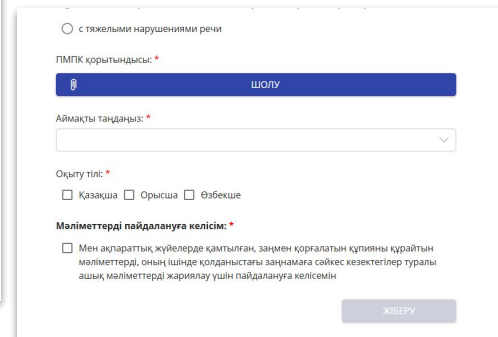 с тяжелыми нарушениями речи
ПМПК қорытындысы: *
ШОЛУ
Аймақты таңдаңыз: *
Оқыту тілі: *
Қазақша Орысша Өзбекше
Мәліметтерді пайдалануға келісім: *
Мен ақпараттық жүйелерде қамтылған, заңмен қорғалатын құпияны құрайтын
мәліметтерді, оның ішінде қолданыстағы заңнамаға сәйкес кезектегілер туралы
ашық мәліметтерді жариялау үшін пайдалануға келісемін
ЖІБЕРУ